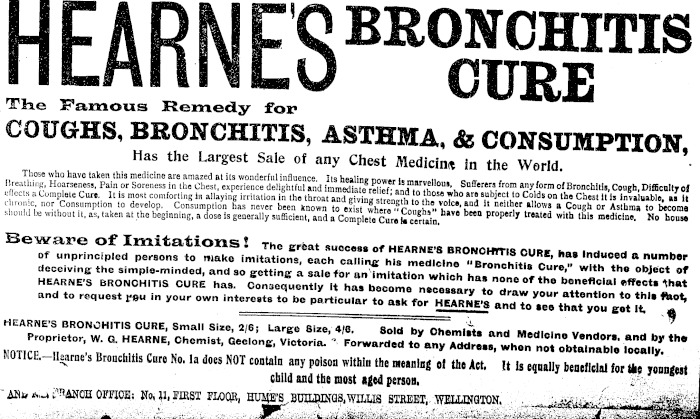 HEARNE'S BRONCHITIS
CURE
The Famous Remedy for
COUGHS, BRONCHITIS, ASTHMA, & CONSUMPTION,
Has the Largest Sale of any Chest Medicine in the World.
Those who have taken this medicine are amazed at its wonderful influence. Its healing power is marvellous. Sufferers from any form of Bronchitis, Cough, Difficulty of
Breathing, Hoarseness, Pain or Soreness in the Chest, experience delightful and immediate relief; and to those who are subject to Colds on the Chest it is invaluable, as it
effects a Complete Cure. It is most comforting in allaying irritation in the throat and giving strength to the voice, and it neither allows a Cough or Asthma to become
chronic, nor Consumption to develop. Consumption has never been known to exist where "Coughs" have been properly treated with this medicine. No house
should be without it, as, taken at the beginning, a dose is generally sufficient, and a Complete Cure is certain.
Beware of Imitations! The great success of HEARNE'S BRONCHITIS CURE, has induced a number
of unprincipled persons to make imitations, each calling his medicine "Bronchitis Cure," with the object of
deceiving the simple-minded, and so getting a sale for an imitation which has none of the beneficial effects that
HEARNE'S BRONCHITIS CURE has. Consequently it has become necessary to draw your attention to this fact,
and to request you in your own interests to be particular to ask for HEARNE'S and to see that you get it.
HEARNE'S BRONCHITIS CURE, Small Size, 2/6; Large Size, 4/6. Sold by Chemists and Medicine Vendors, and by the
Proprietor, W. G. HEARNE, Chemist, Geelong, Victoria. Forwarded to any Address, when not obtainable locally.
NOTICE.—Hearne's Bronchitis Cure No. 1a does NOT contain any poison within the meaning of the Act. It is equally beneficial for the youngest
child and the most aged person.
AND BRANCH OFFICE: No. 11, FIRST FLOOR, HUME'S BUILDINGS, WILLIS STREET, WELLINGTON.